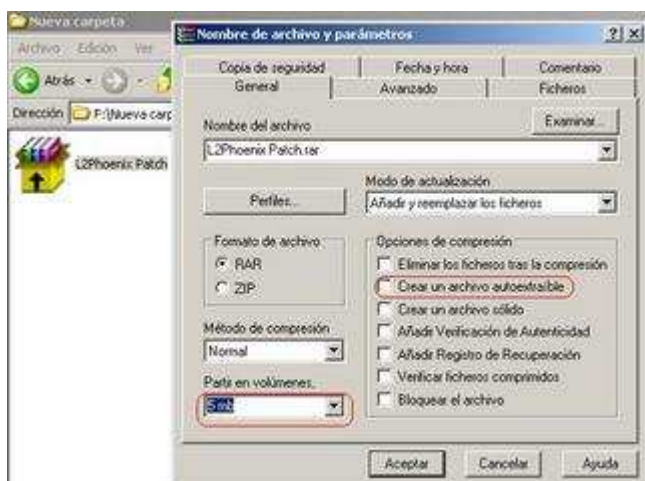 Nueva carpeta
Archivo Edición Ver
Atrás
Dirección F:\Nueva carp
L2Phoenix Patch
Nombre de archivo y parámetros
Copia de seguridad Fecha y hora Comentario
General Avanzado Ficheros
Nombre del archivo Examinar...
L2Phoenix Patch.rar
Modo de actualización
Perfiles... Añadir y reemplazar los ficheros
Formato de archivo
RAR
ZIP
Método de compresión
Normal
Partir en volúmenes,
5 mb
Opciones de compresión
Eliminar los ficheros tras la compresión
Crear un archivo autoextraíble
Crear un archivo sólido
Añadir Verificación de Autenticidad
Añadir Registro de Recuperación
Verificar ficheros comprimidos
Bloquear el archivo
Aceptar Cancelar Ayuda